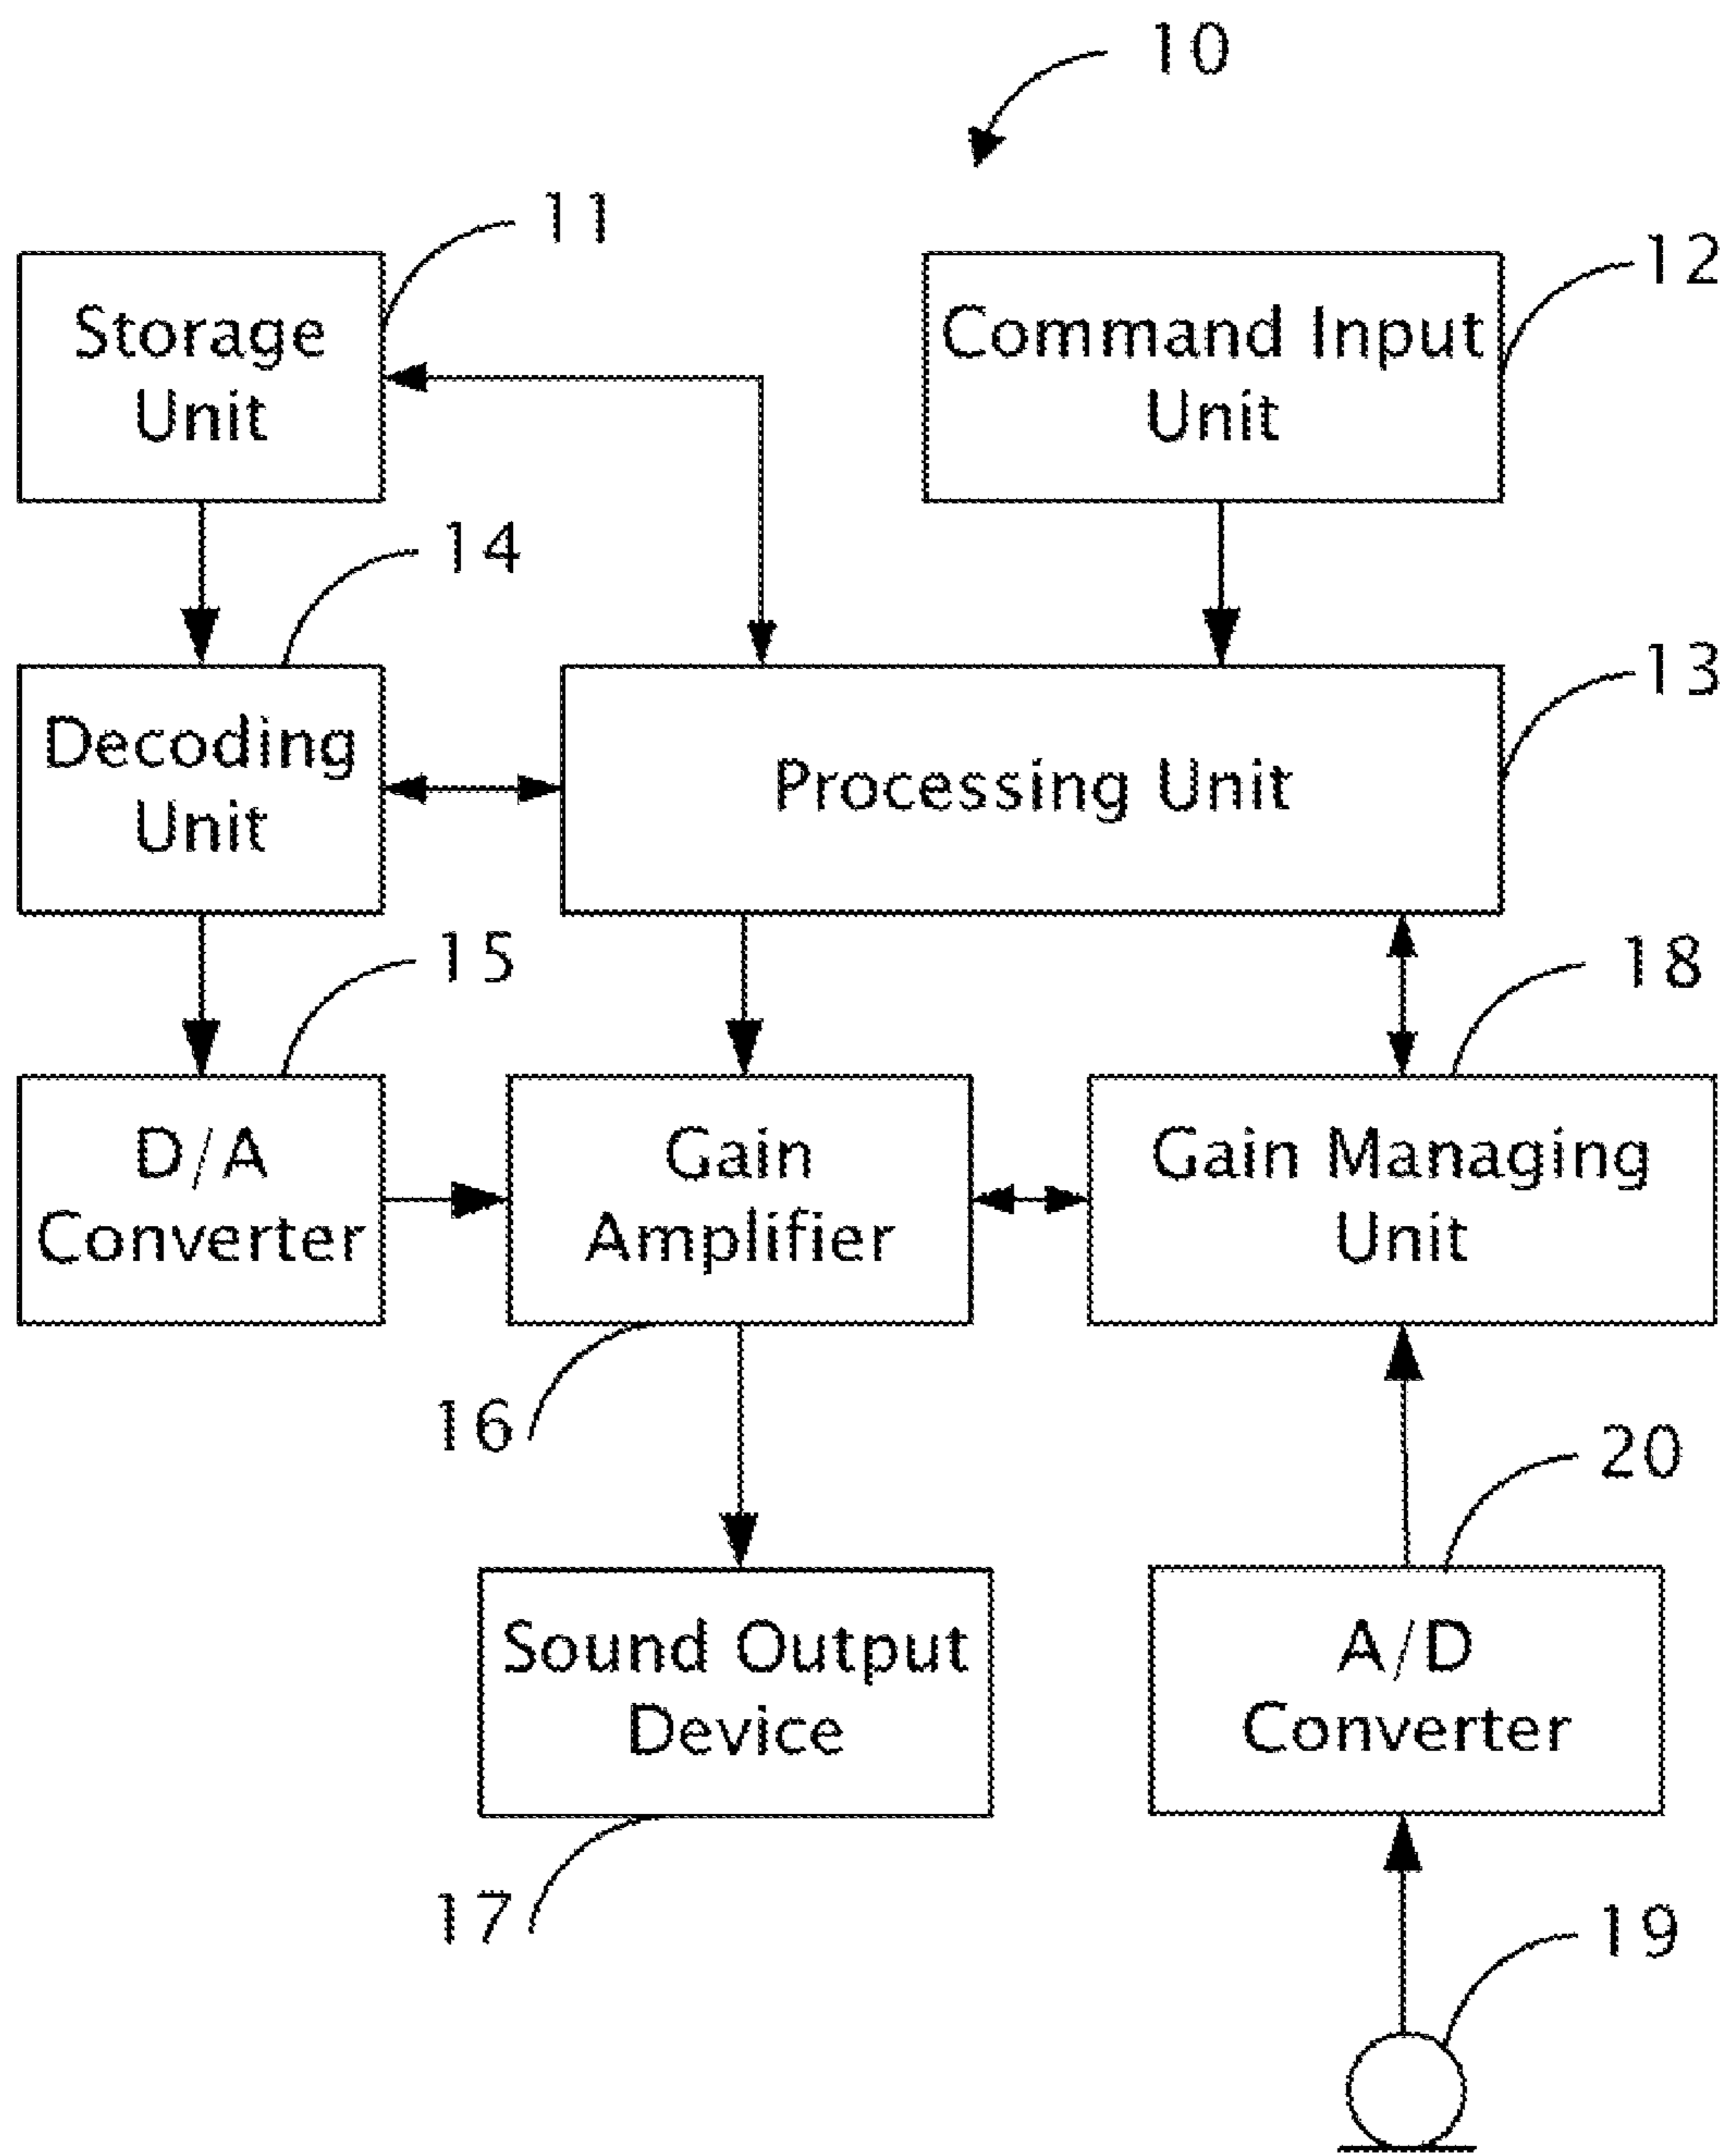 10
11
12
Storage
Unit
Command Input
Unit
14
13
Decoding
Unit
Processing Unit
15
18
D/A
Converter
Gain
Amplifier
Gain Managing
Unit
16
20
Sound Output
Device
A/D
Converter
17
19